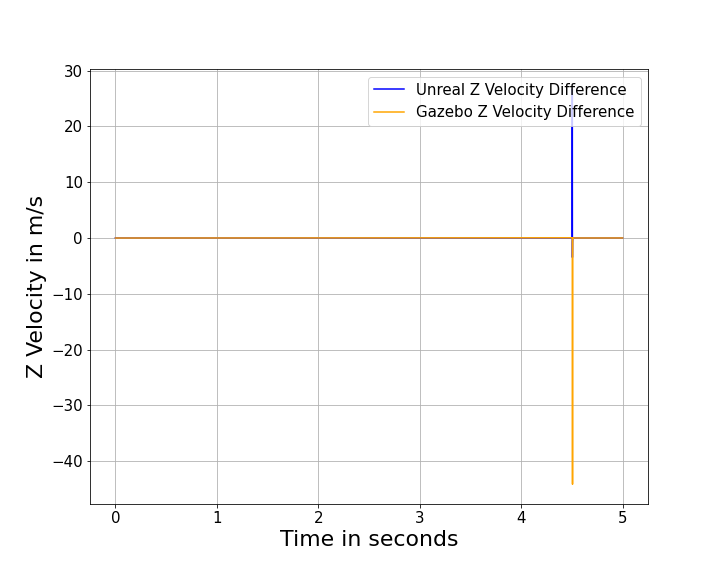 Unreal Z Velocity Difference
Gazebo Z Velocity Difference
30
20
10
0
−10
−20
−30
−40
Z Velocity in m/s
0 1 2 3 4 5
Time in seconds